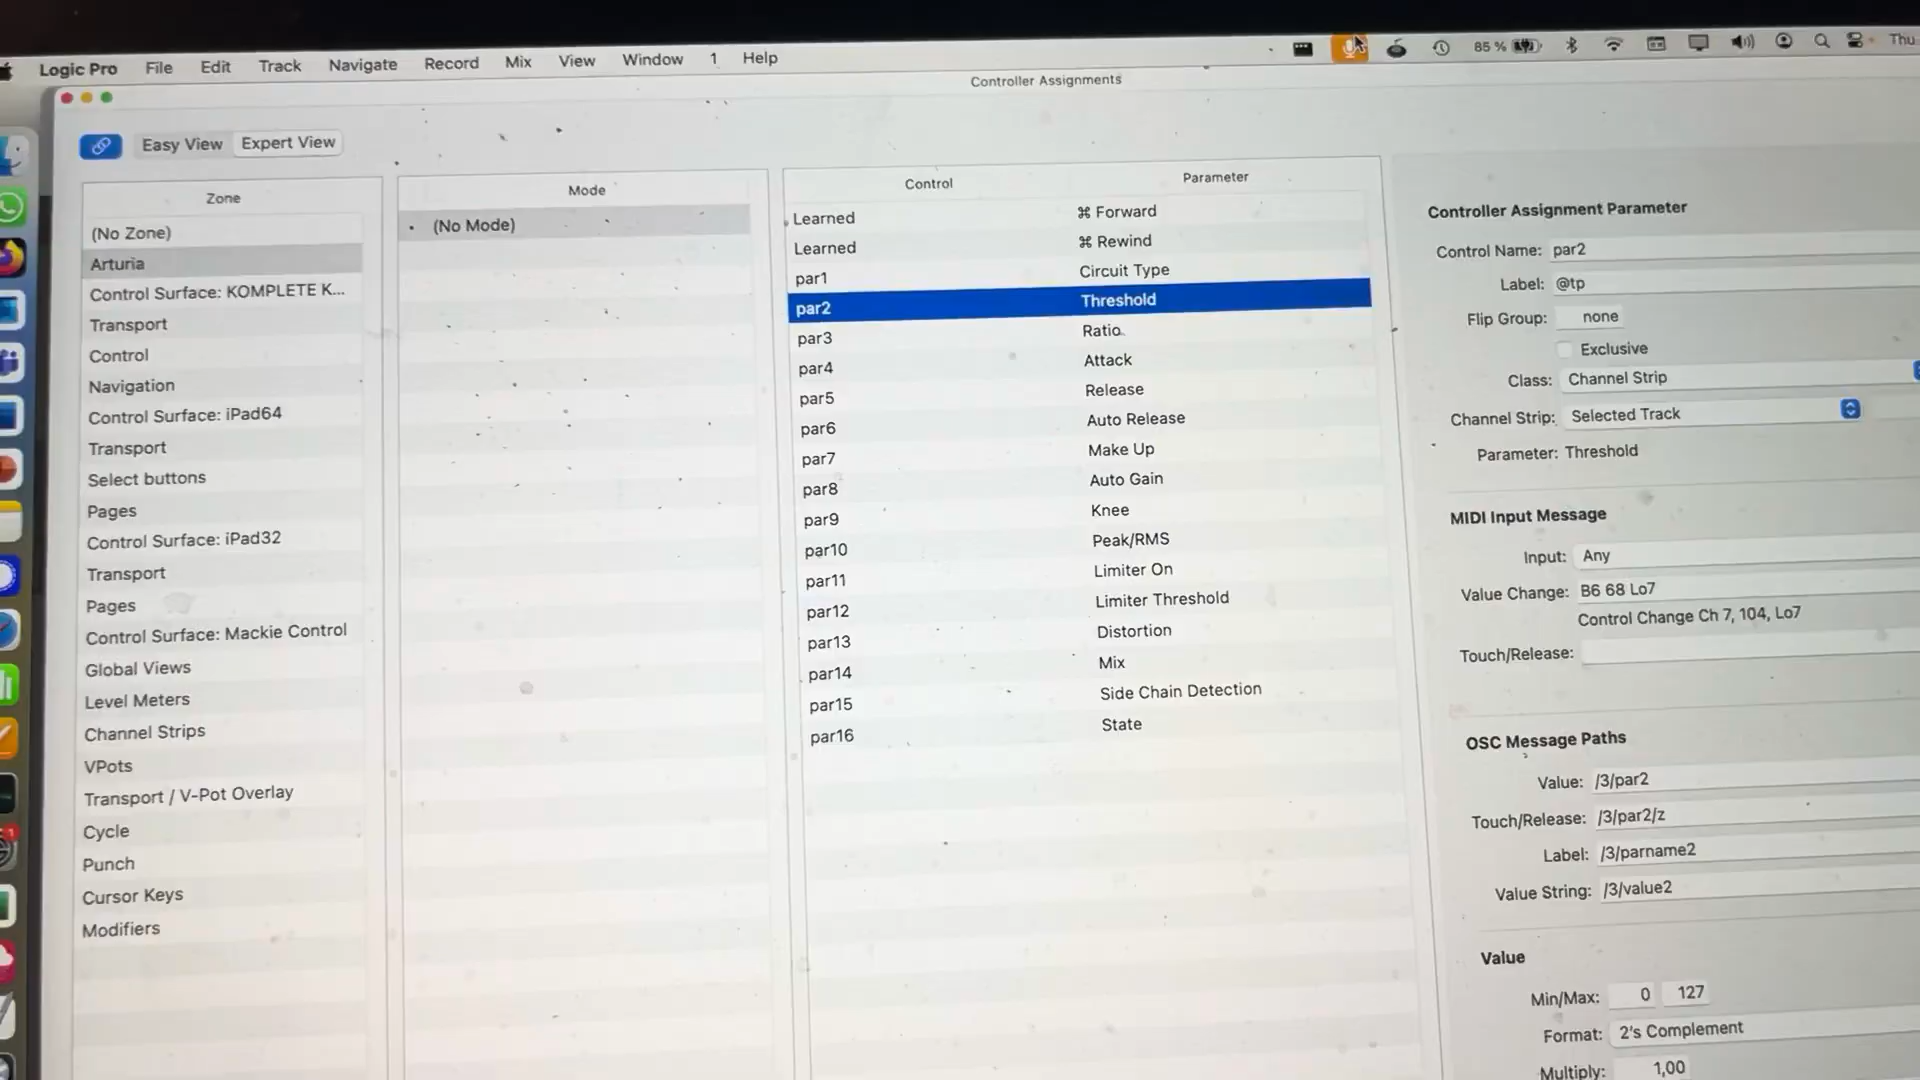 Logic Pro File Edit Track Navigate Record Mix View Window 1 Help 85 % Thu
Controller Assignments
Easy View Expert View
Zone
(No Zone)
Arturia
Control Surface: KOMPLETE K...
Transport
Control
Navigation
Control Surface: iPad64
Transport
Select buttons
Pages
Control Surface: iPad32
Transport
Pages
Control Surface: Mackie Control
Global Views
Level Meters
Channel Strips
VPots
Transport / V-Pot Overlay
Cycle
Punch
Cursor Keys
Modifiers
Mode
• (No Mode)
Control Parameter
Learned ⌘ Forward
Learned ⌘ Rewind
par1 Circuit Type
par2 Threshold
par3 Ratio
par4 Attack
par5 Release
par6 Auto Release
par7 Make Up
par8 Auto Gain
par9 Knee
par10 Peak/RMS
par11 Limiter On
par12 Limiter Threshold
par13 Distortion
par14 Mix
par15 Side Chain Detection
par16 State
Controller Assignment Parameter
Control Name: par2
Label: @tp
Flip Group: none
Exclusive
Class: Channel Strip
Channel Strip: Selected Track
Parameter: Threshold
MIDI Input Message
Input: Any
Value Change: B6 68 Lo7
Control Change Ch 7, 104, Lo7
Touch/Release:
OSC Message Paths
Value: /3/par2
Touch/Release: /3/par2/z
Label: /3/parname2
Value String: /3/value2
Value
Min/Max: 0 127
Format: 2's Complement
Multiply: 1,00